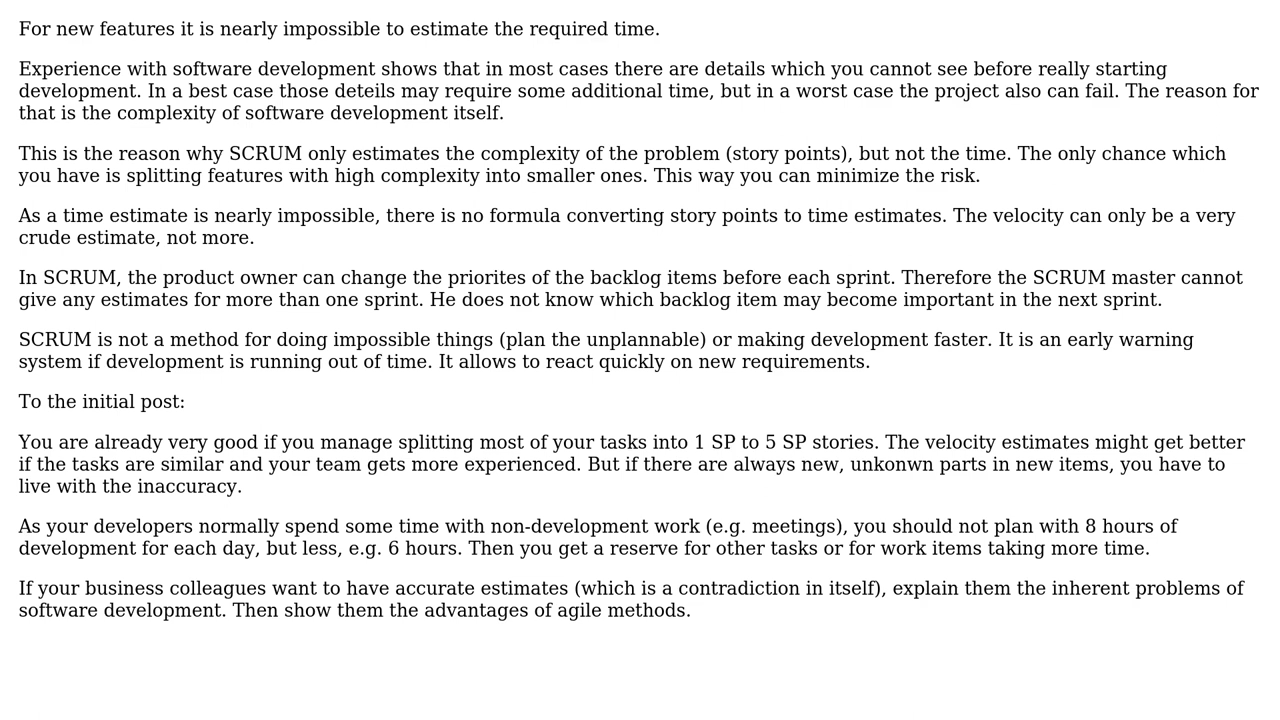 For new features it is nearly impossible to estimate the required time.
Experience with software development shows that in most cases there are details which you cannot see before really starting
development. In a best case those deteils may require some additional time, but in a worst case the project also can fail. The reason for
that is the complexity of software development itself.
This is the reason why SCRUM only estimates the complexity of the problem (story points), but not the time. The only chance which
you have is splitting features with high complexity into smaller ones. This way you can minimize the risk.
As a time estimate is nearly impossible, there is no formula converting story points to time estimates. The velocity can only be a very
crude estimate, not more.
In SCRUM, the product owner can change the priorites of the backlog items before each sprint. Therefore the SCRUM master cannot
give any estimates for more than one sprint. He does not know which backlog item may become important in the next sprint.
SCRUM is not a method for doing impossible things (plan the unplannable) or making development faster. It is an early warning
system if development is running out of time. It allows to react quickly on new requirements.
To the initial post:
You are already very good if you manage splitting most of your tasks into 1 SP to 5 SP stories. The velocity estimates might get better
if the tasks are similar and your team gets more experienced. But if there are always new, unkonwn parts in new items, you have to
live with the inaccuracy.
As your developers normally spend some time with non-development work (e.g. meetings), you should not plan with 8 hours of
development for each day, but less, e.g. 6 hours. Then you get a reserve for other tasks or for work items taking more time.
If your business colleagues want to have accurate estimates (which is a contradiction in itself), explain them the inherent problems of
software development. Then show them the advantages of agile methods.